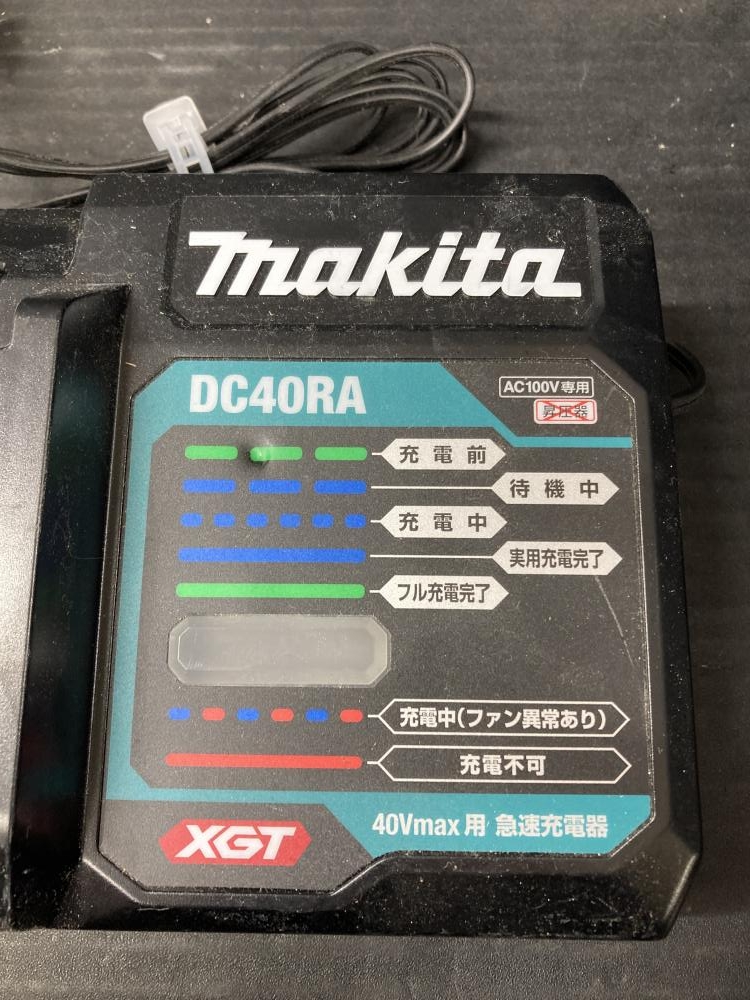 makita
DC40RA
AC100V専用
昇圧器
充電前
待機中
充電中
実用充電完了
フル充電完了
充電中(ファン異常あり)
充電不可
XGT
40Vmax用 急速充電器